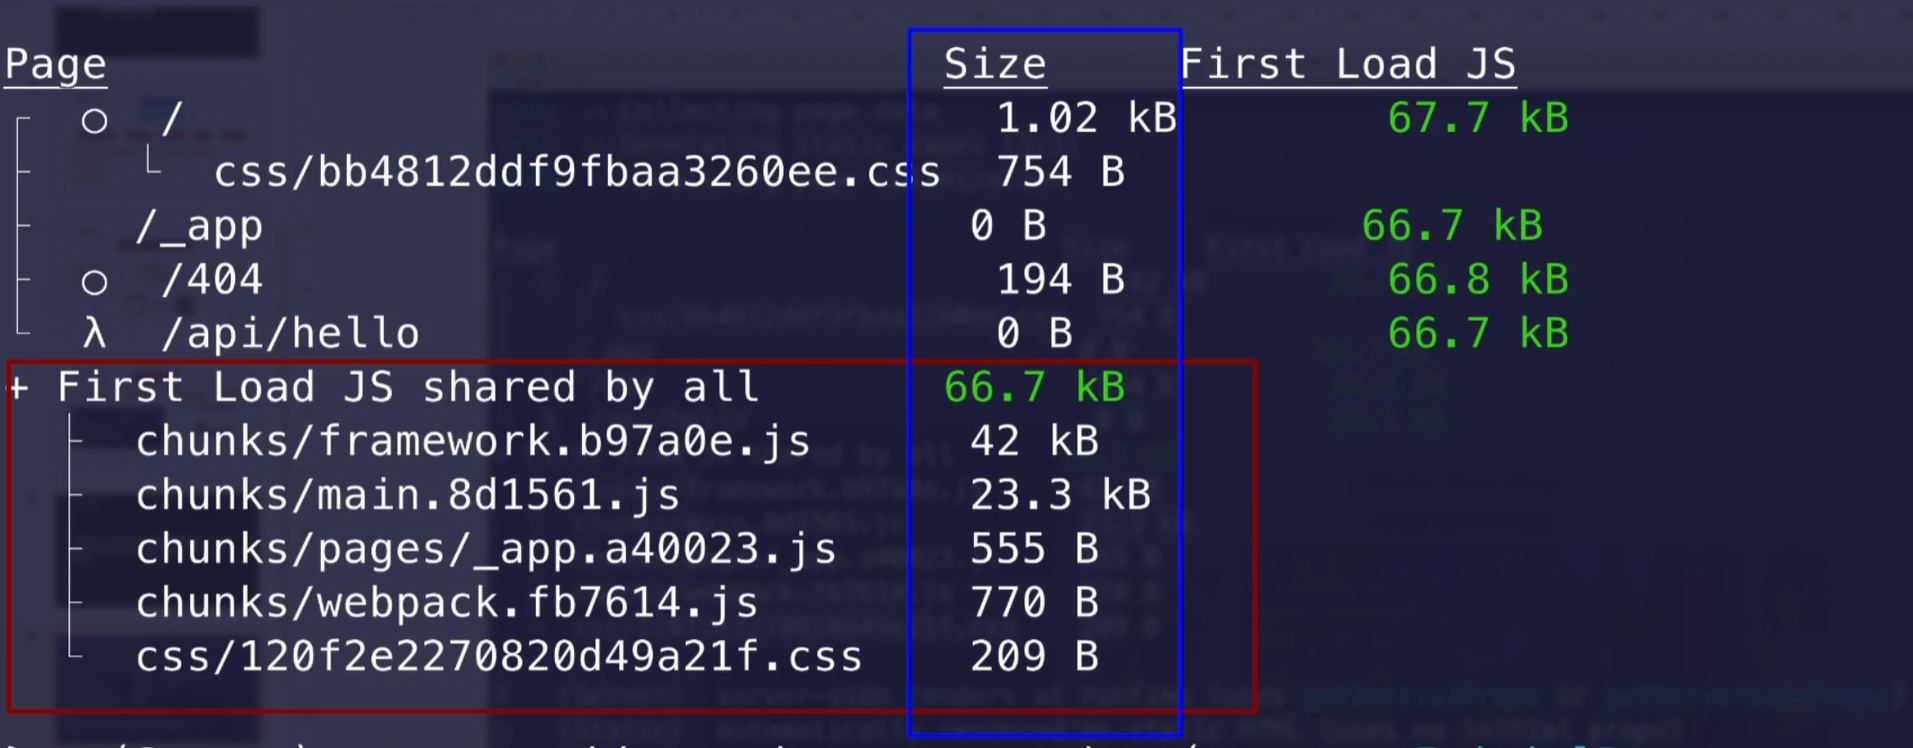 Page Size First Load JS
┌ ○ / 1.02 kB 67.7 kB
├ └ css/bb4812ddf9fbaa3260ee.css 754 B
├ /_app 0 B 66.7 kB
├ ○ /404 194 B 66.8 kB
└ λ /api/hello 0 B 66.7 kB
+ First Load JS shared by all 66.7 kB
├ chunks/framework.b97a0e.js 42 kB
├ chunks/main.8d1561.js 23.3 kB
├ chunks/pages/_app.a40023.js 555 B
├ chunks/webpack.fb7614.js 770 B
└ css/120f2e2270820d49a21f.css 209 B